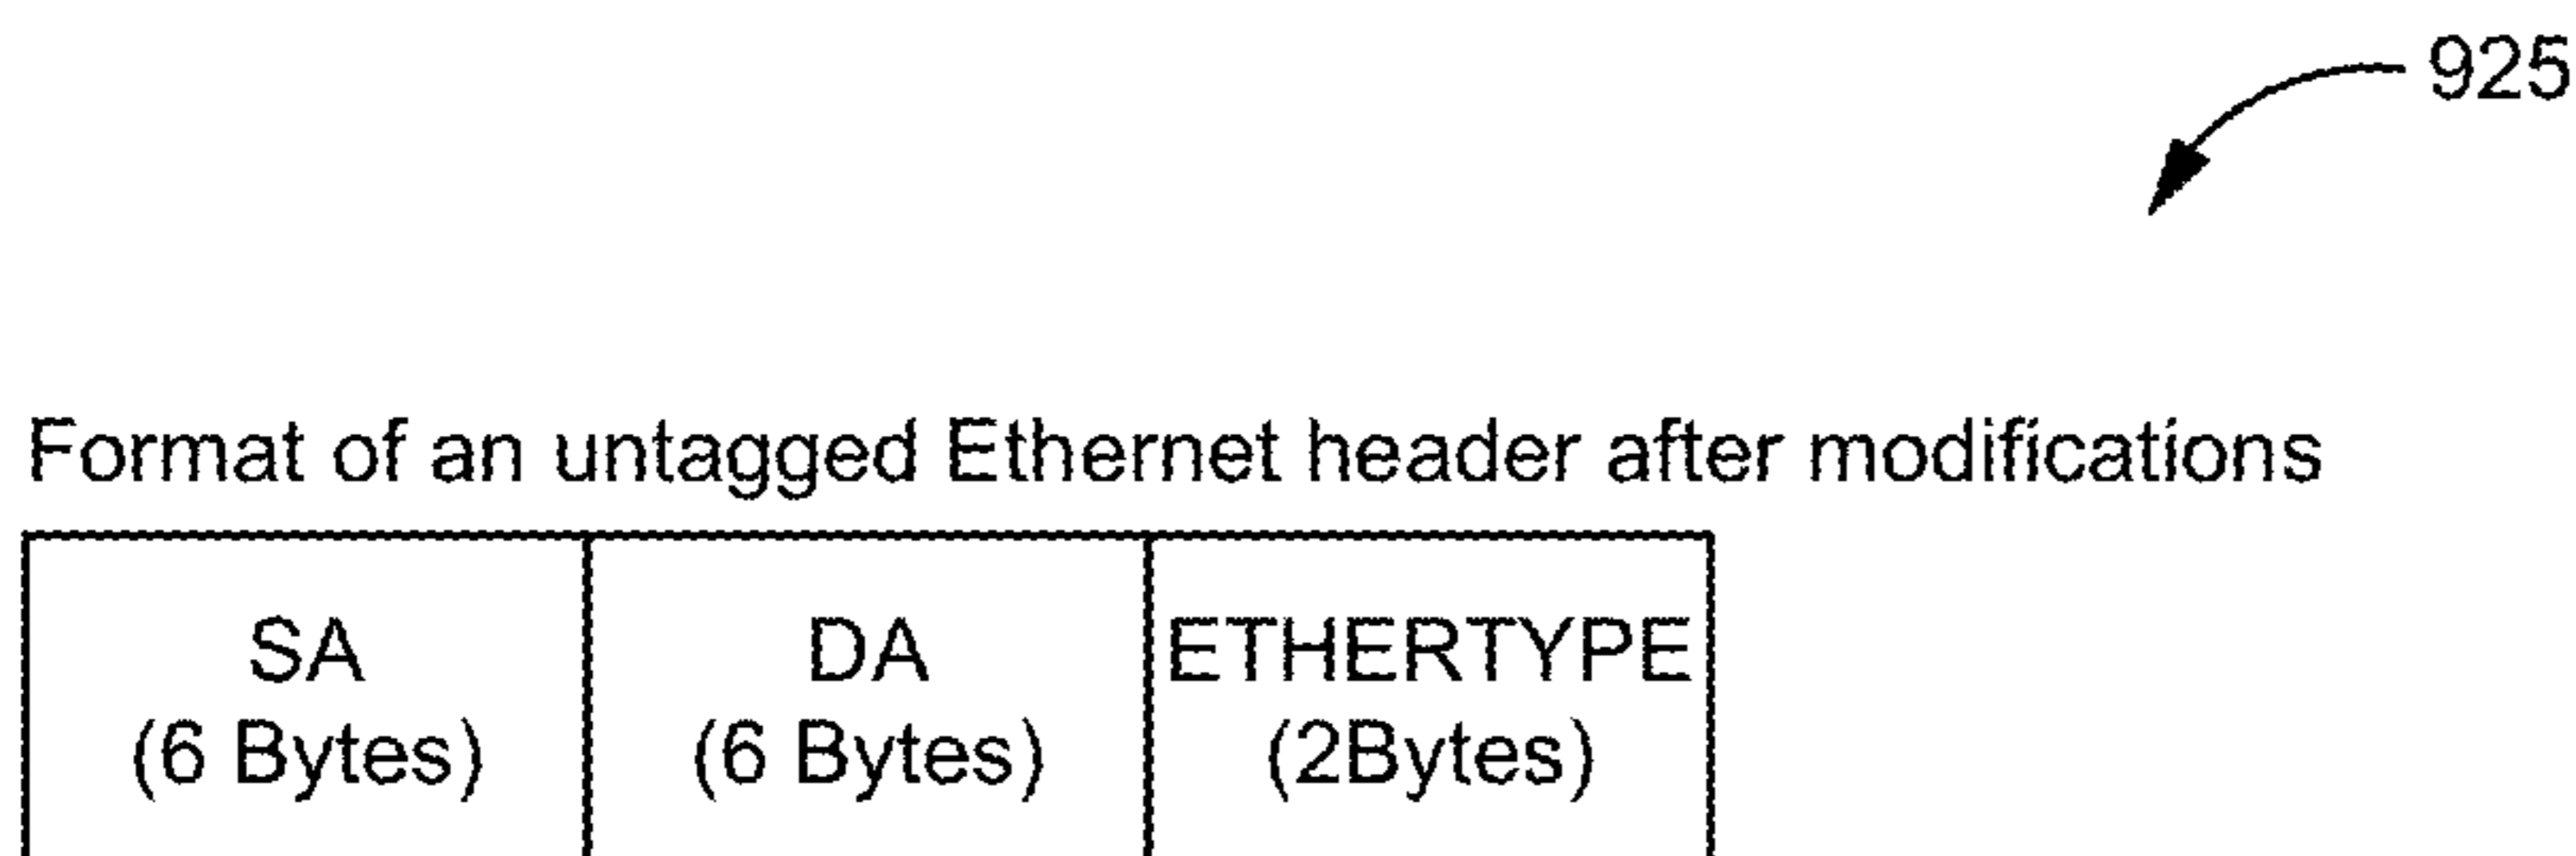 925
Format of an untagged Ethernet header after modifications
SA
(6 Bytes)
DA
(6 Bytes)
ETHERTYPE
(2Bytes)